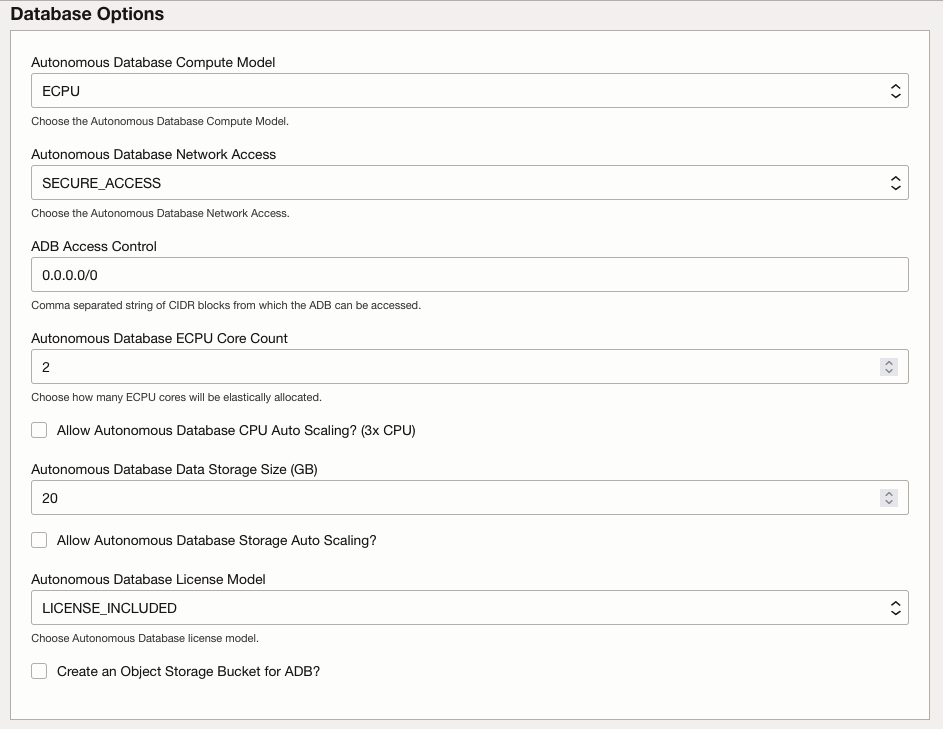 Database Options
Autonomous Database Compute Model
ECPU
Choose the Autonomous Database Compute Model.
Autonomous Database Network Access
SECURE_ACCESS
Choose the Autonomous Database Network Access.
ADB Access Control
0.0.0.0/0
Comma separated string of CIDR blocks from which the ADB can be accessed.
Autonomous Database ECPU Core Count
2
Choose how many ECPU cores will be elastically allocated.
Allow Autonomous Database CPU Auto Scaling? (3x CPU)
Autonomous Database Data Storage Size (GB)
20
Allow Autonomous Database Storage Auto Scaling?
Autonomous Database License Model
LICENSE_INCLUDED
Choose Autonomous Database license model.
Create an Object Storage Bucket for ADB?